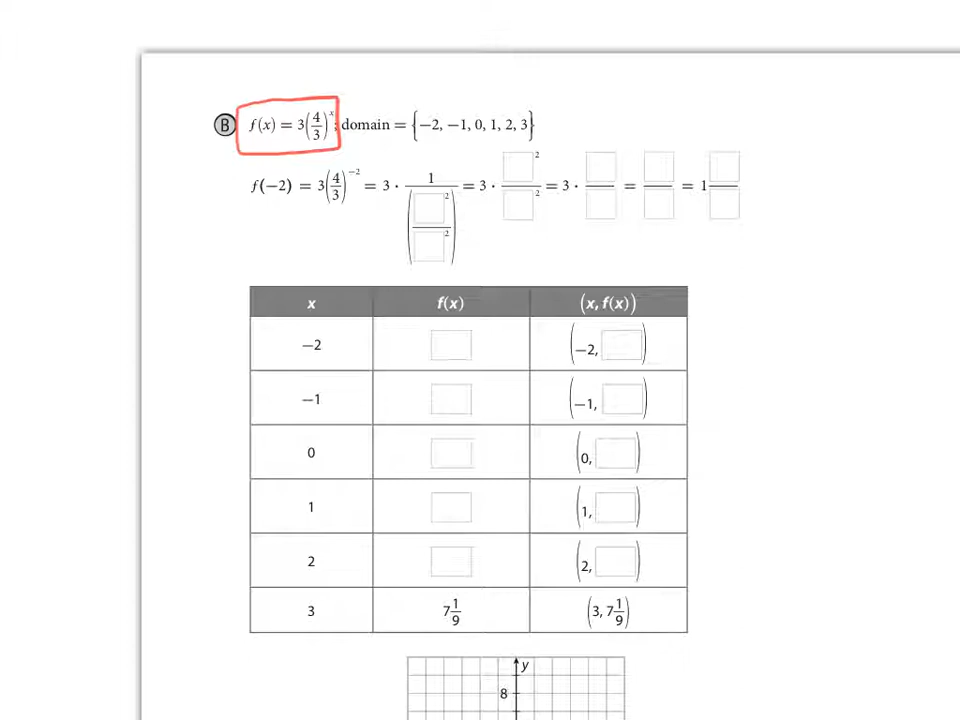 B f(x) = 3(4/3)^x; domain = {−2, −1, 0, 1, 2, 3}
f(−2) = 3(4/3)^−2 = 3 · 1/(□^2/□^2) = 3 · □^2/□^2 = 3 · □/□ = □/□ = 1 □/□
x f(x) (x, f(x))
−2 □ (−2, □)
−1 □ (−1, □)
0 □ (0, □)
1 □ (1, □)
2 □ (2, □)
3 7 1/9 (3, 7 1/9)
y
8